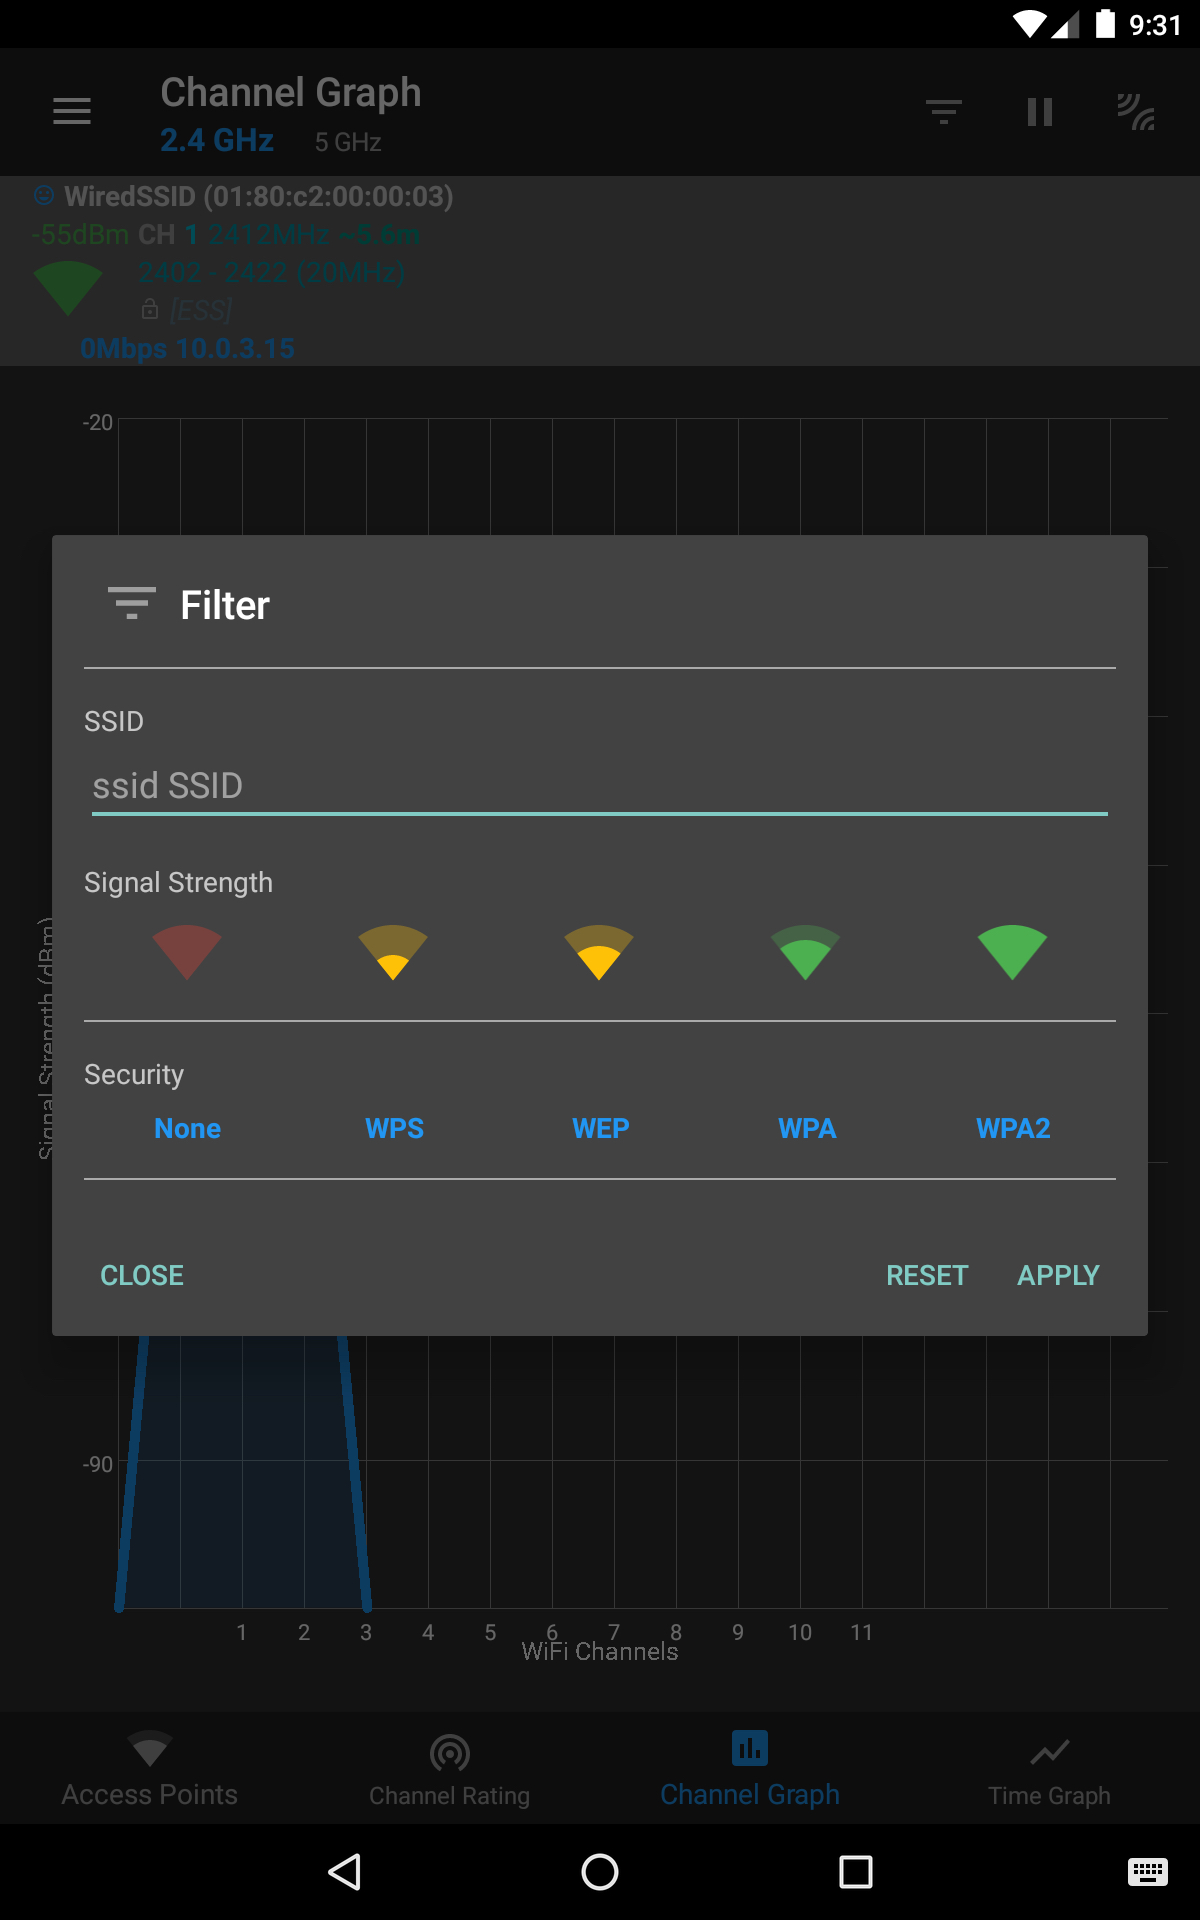 9:31
Channel Graph
2.4 GHz 5 GHz
WiredSSID (01:80:c2:00:00:03)
-55dBm CH 1 2412MHz ~5.6m
2402 - 2422 (20MHz)
[ESS]
0Mbps 10.0.3.15
-20
Filter
SSID
ssid SSID
Signal Strength
Signal Strength (dBm)
Security
None WPS WEP WPA WPA2
CLOSE RESET APPLY
-90
1 2 3 4 5 6 7 8 9 10 11
WiFi Channels
Access Points Channel Rating Channel Graph Time Graph